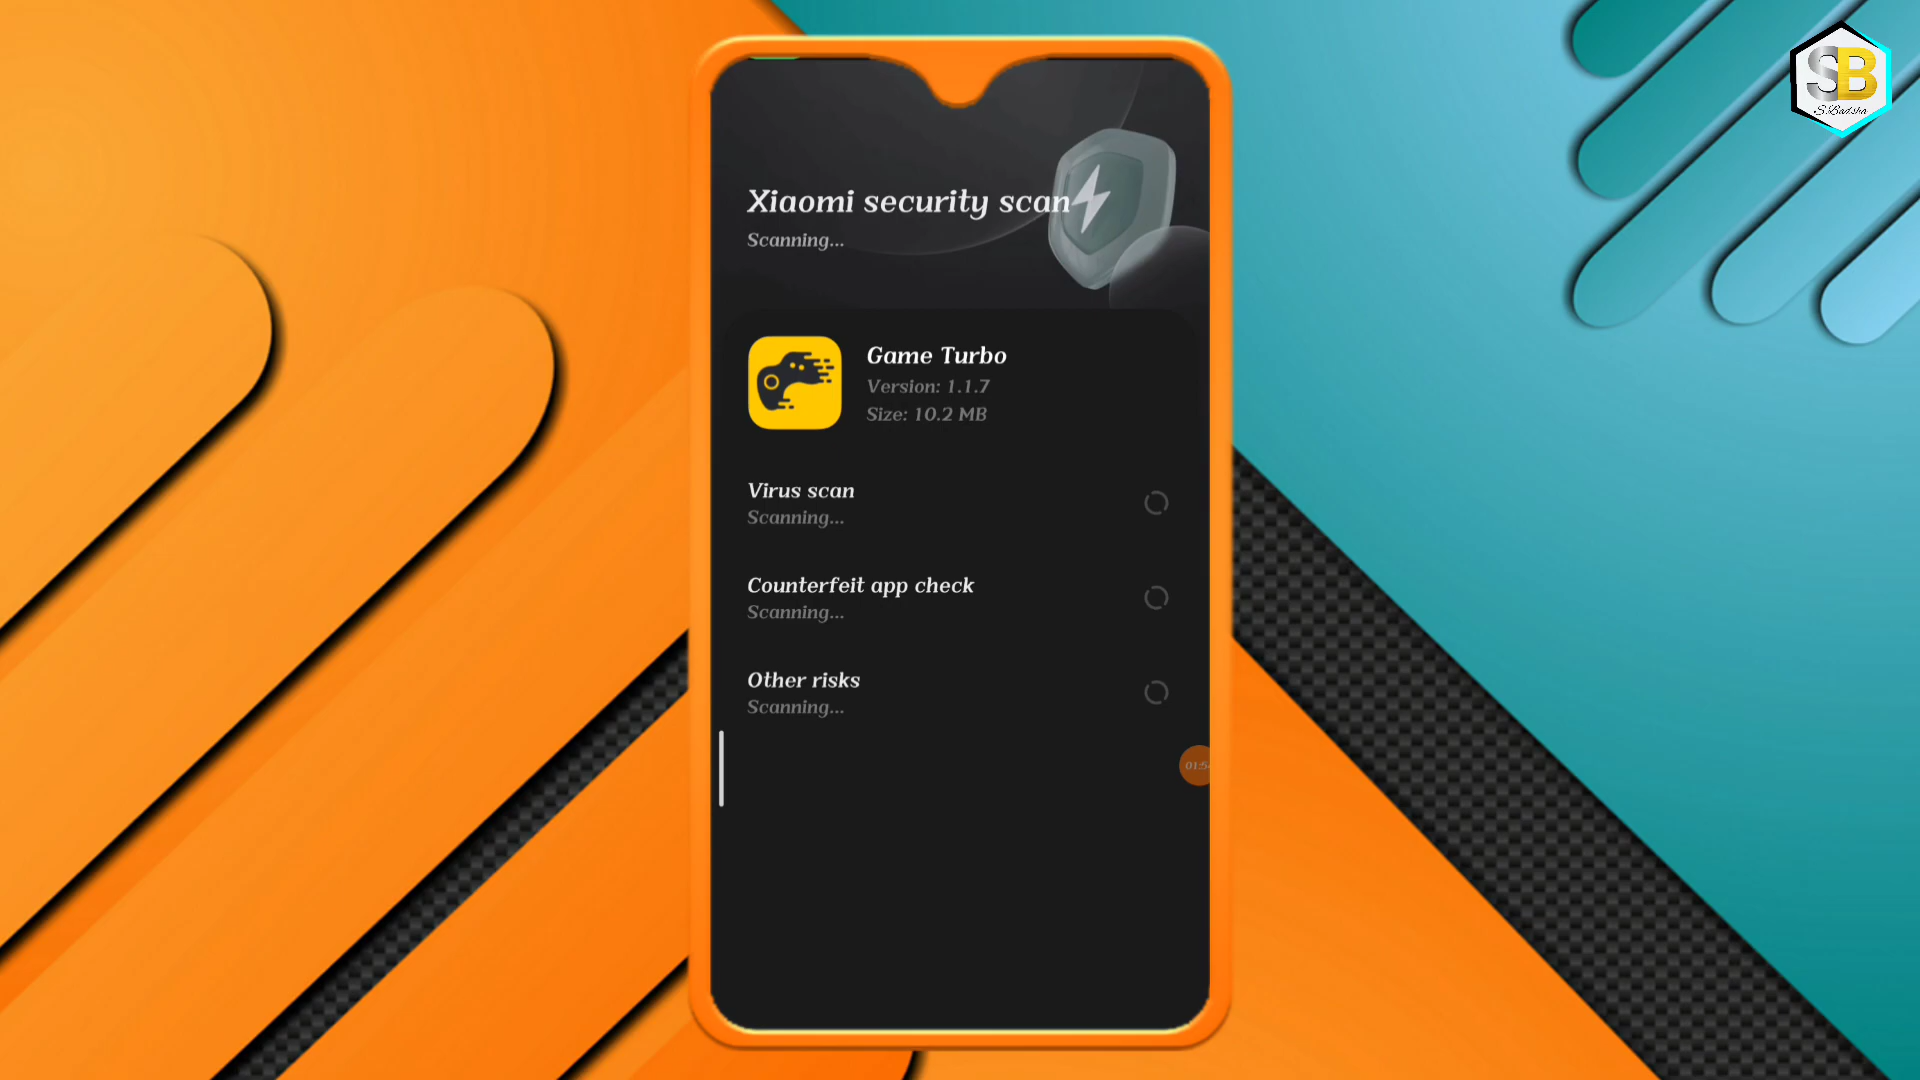 SB
S.Badsha
Xiaomi security scan
Scanning...
Game Turbo
Version: 1.1.7
Size: 10.2 MB
Virus scan
Scanning...
Counterfeit app check
Scanning...
Other risks
Scanning...